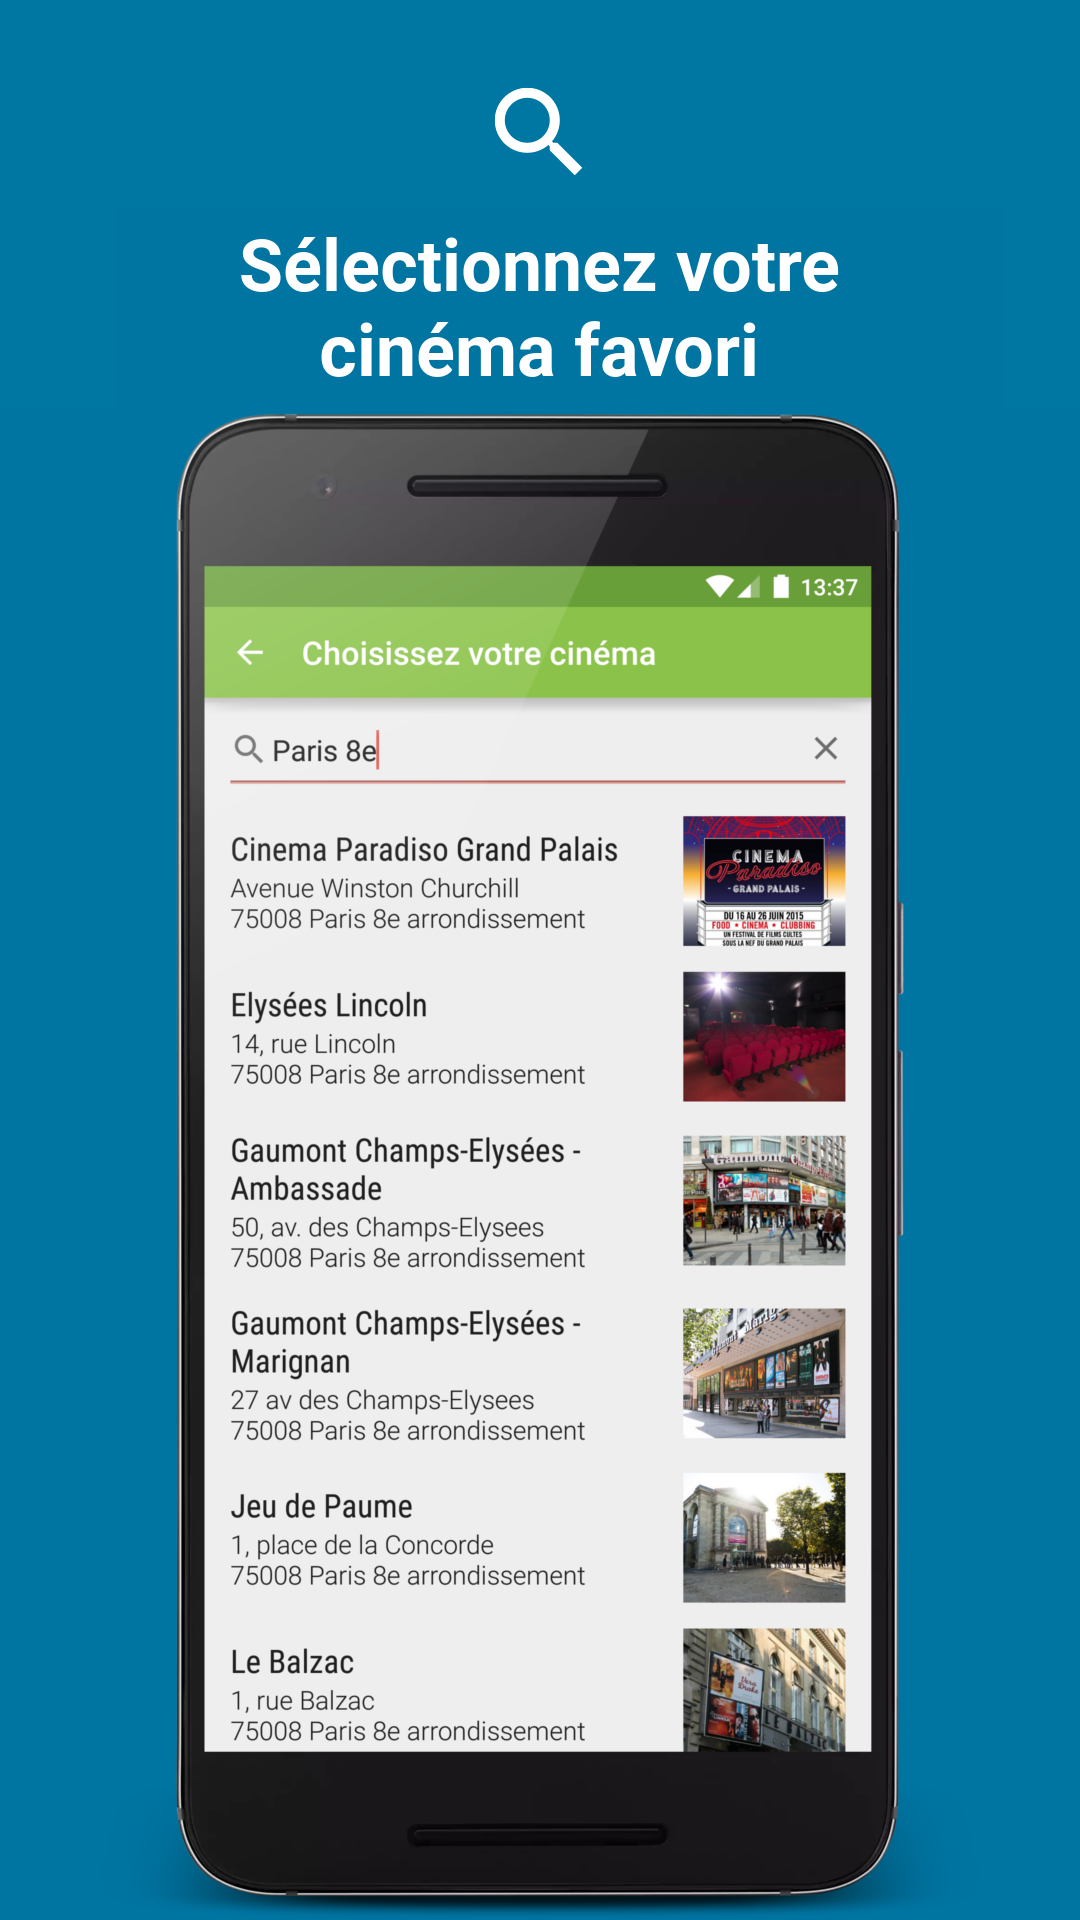 Sélectionnez votre
cinéma favori
13:37
Choisissez votre cinéma
Paris 8e
Cinema Paradiso Grand Palais
Avenue Winston Churchill
75008 Paris 8e arrondissement
CINEMA
Paradiso
- GRAND PALAIS -
DU 16 AU 26 JUIN 2015
FOOD • CINEMA • CLUBBING
UN FESTIVAL DE FILMS CULTES
SOUS LA NEF DU GRAND PALAIS
Elysées Lincoln
14, rue Lincoln
75008 Paris 8e arrondissement
Gaumont Champs-Elysées -
Ambassade
50, av. des Champs-Elysees
75008 Paris 8e arrondissement
Gaumont Champs-Elysées -
Marignan
27 av des Champs-Elysees
75008 Paris 8e arrondissement
Jeu de Paume
1, place de la Concorde
75008 Paris 8e arrondissement
Le Balzac
1, rue Balzac
75008 Paris 8e arrondissement
Vera
Drake